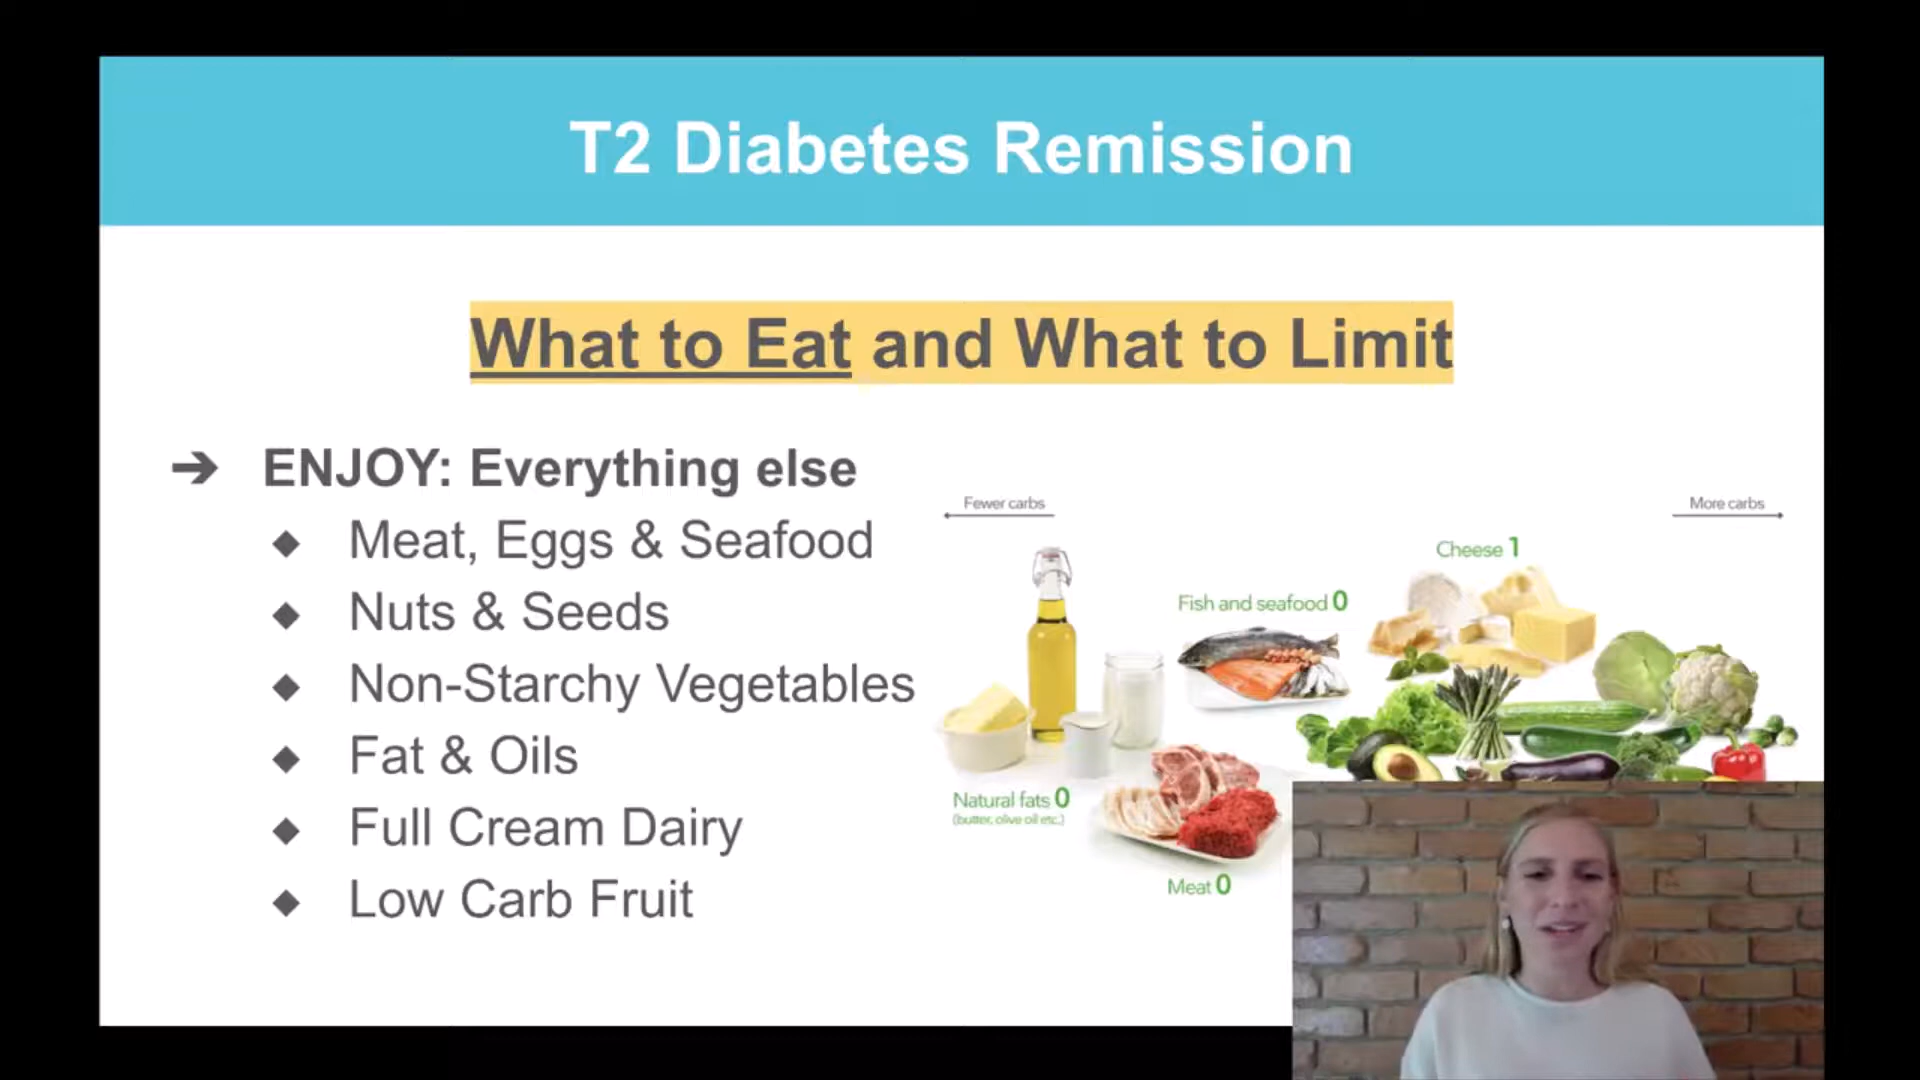 T2 Diabetes Remission
What to Eat and What to Limit
➔ ENJOY: Everything else
◆ Meat, Eggs & Seafood
◆ Nuts & Seeds
◆ Non-Starchy Vegetables
◆ Fat & Oils
◆ Full Cream Dairy
◆ Low Carb Fruit
Fewer carbs
More carbs
Cheese 1
Fish and seafood 0
Natural fats 0
(butter, olive oil etc.)
Meat 0